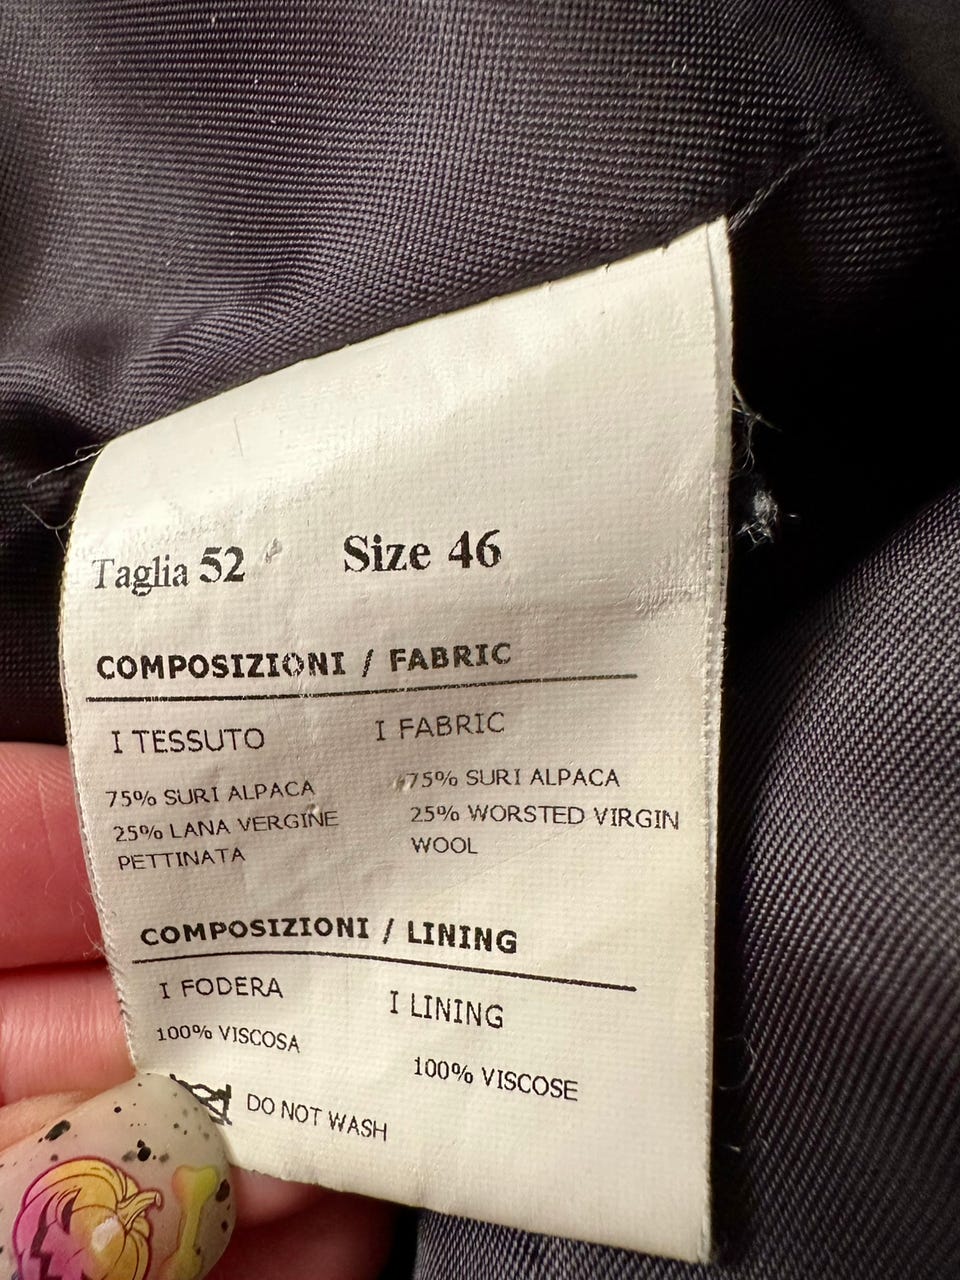 Taglia 52 Size 46
COMPOSIZIONI / FABRIC
I TESSUTO I FABRIC
75% SURI ALPACA 75% SURI ALPACA
25% LANA VERGINE 25% WORSTED VIRGIN
PETTINATA WOOL
COMPOSIZIONI / LINING
I FODERA I LINING
100% VISCOSA 100% VISCOSE
DO NOT WASH